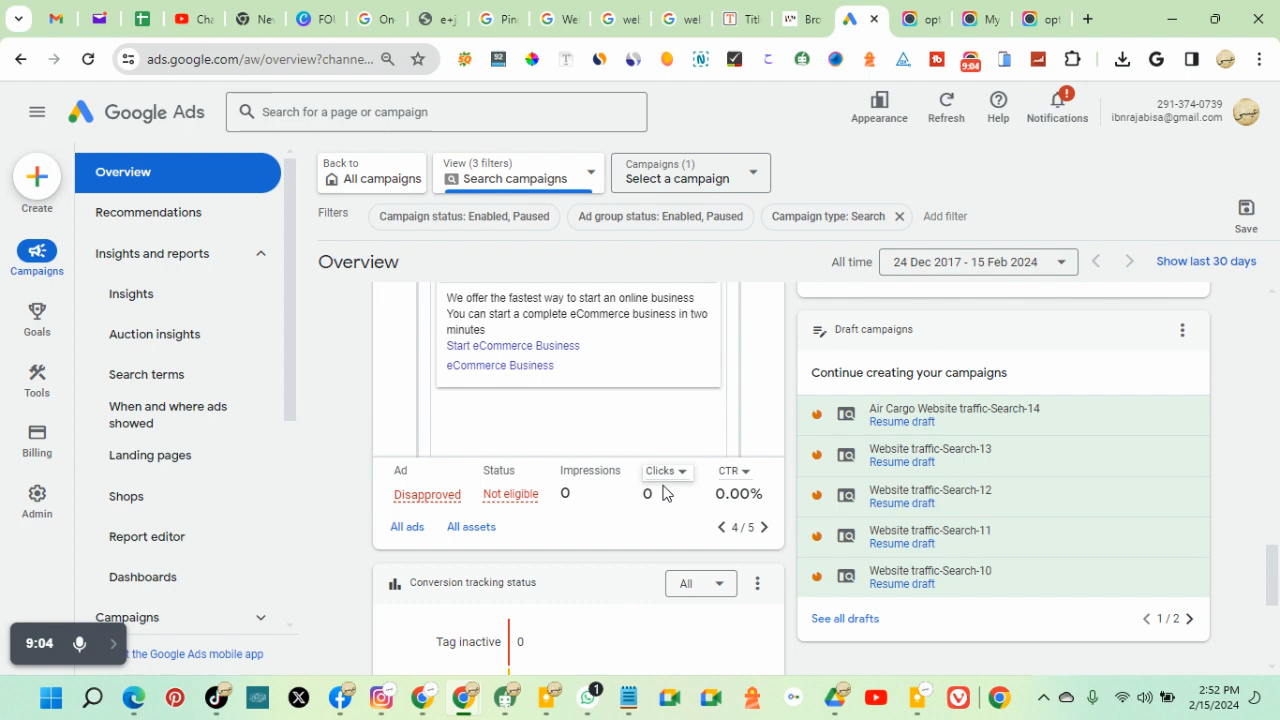 Ch
Ne
FOI
On
e+j
Pin
We
wel
wel
Titl
Bro
opt
My
opt
ads.google.com/aw/overview?channe...
92
9:04
Google Ads
Search for a page or campaign
Appearance
Refresh
Help
Notifications
291-374-0739
ibnrajabisa@gmail.com
Create
Campaigns
Goals
Tools
Billing
Admin
Overview
Recommendations
Insights and reports
Insights
Auction insights
Search terms
When and where ads
showed
Landing pages
Shops
Report editor
Dashboards
Campaigns
t the Google Ads mobile app
9:04
Back to
All campaigns
View (3 filters)
Search campaigns
Campaigns (1)
Select a campaign
Filters
Campaign status: Enabled, Paused
Ad group status: Enabled, Paused
Campaign type: Search
Add filter
Save
Overview
All time
24 Dec 2017 - 15 Feb 2024
Show last 30 days
We offer the fastest way to start an online business
You can start a complete eCommerce business in two
minutes
Start eCommerce Business
eCommerce Business
Ad
Status
Impressions
Clicks
CTR
Disapproved
Not eligible
0
0
0.00%
All ads
All assets
4 / 5
Conversion tracking status
All
Tag inactive
0
Draft campaigns
Continue creating your campaigns
Air Cargo Website traffic-Search-14
Resume draft
Website traffic-Search-13
Resume draft
Website traffic-Search-12
Resume draft
Website traffic-Search-11
Resume draft
Website traffic-Search-10
Resume draft
See all drafts
1 / 2
1
2:52 PM
2/15/2024